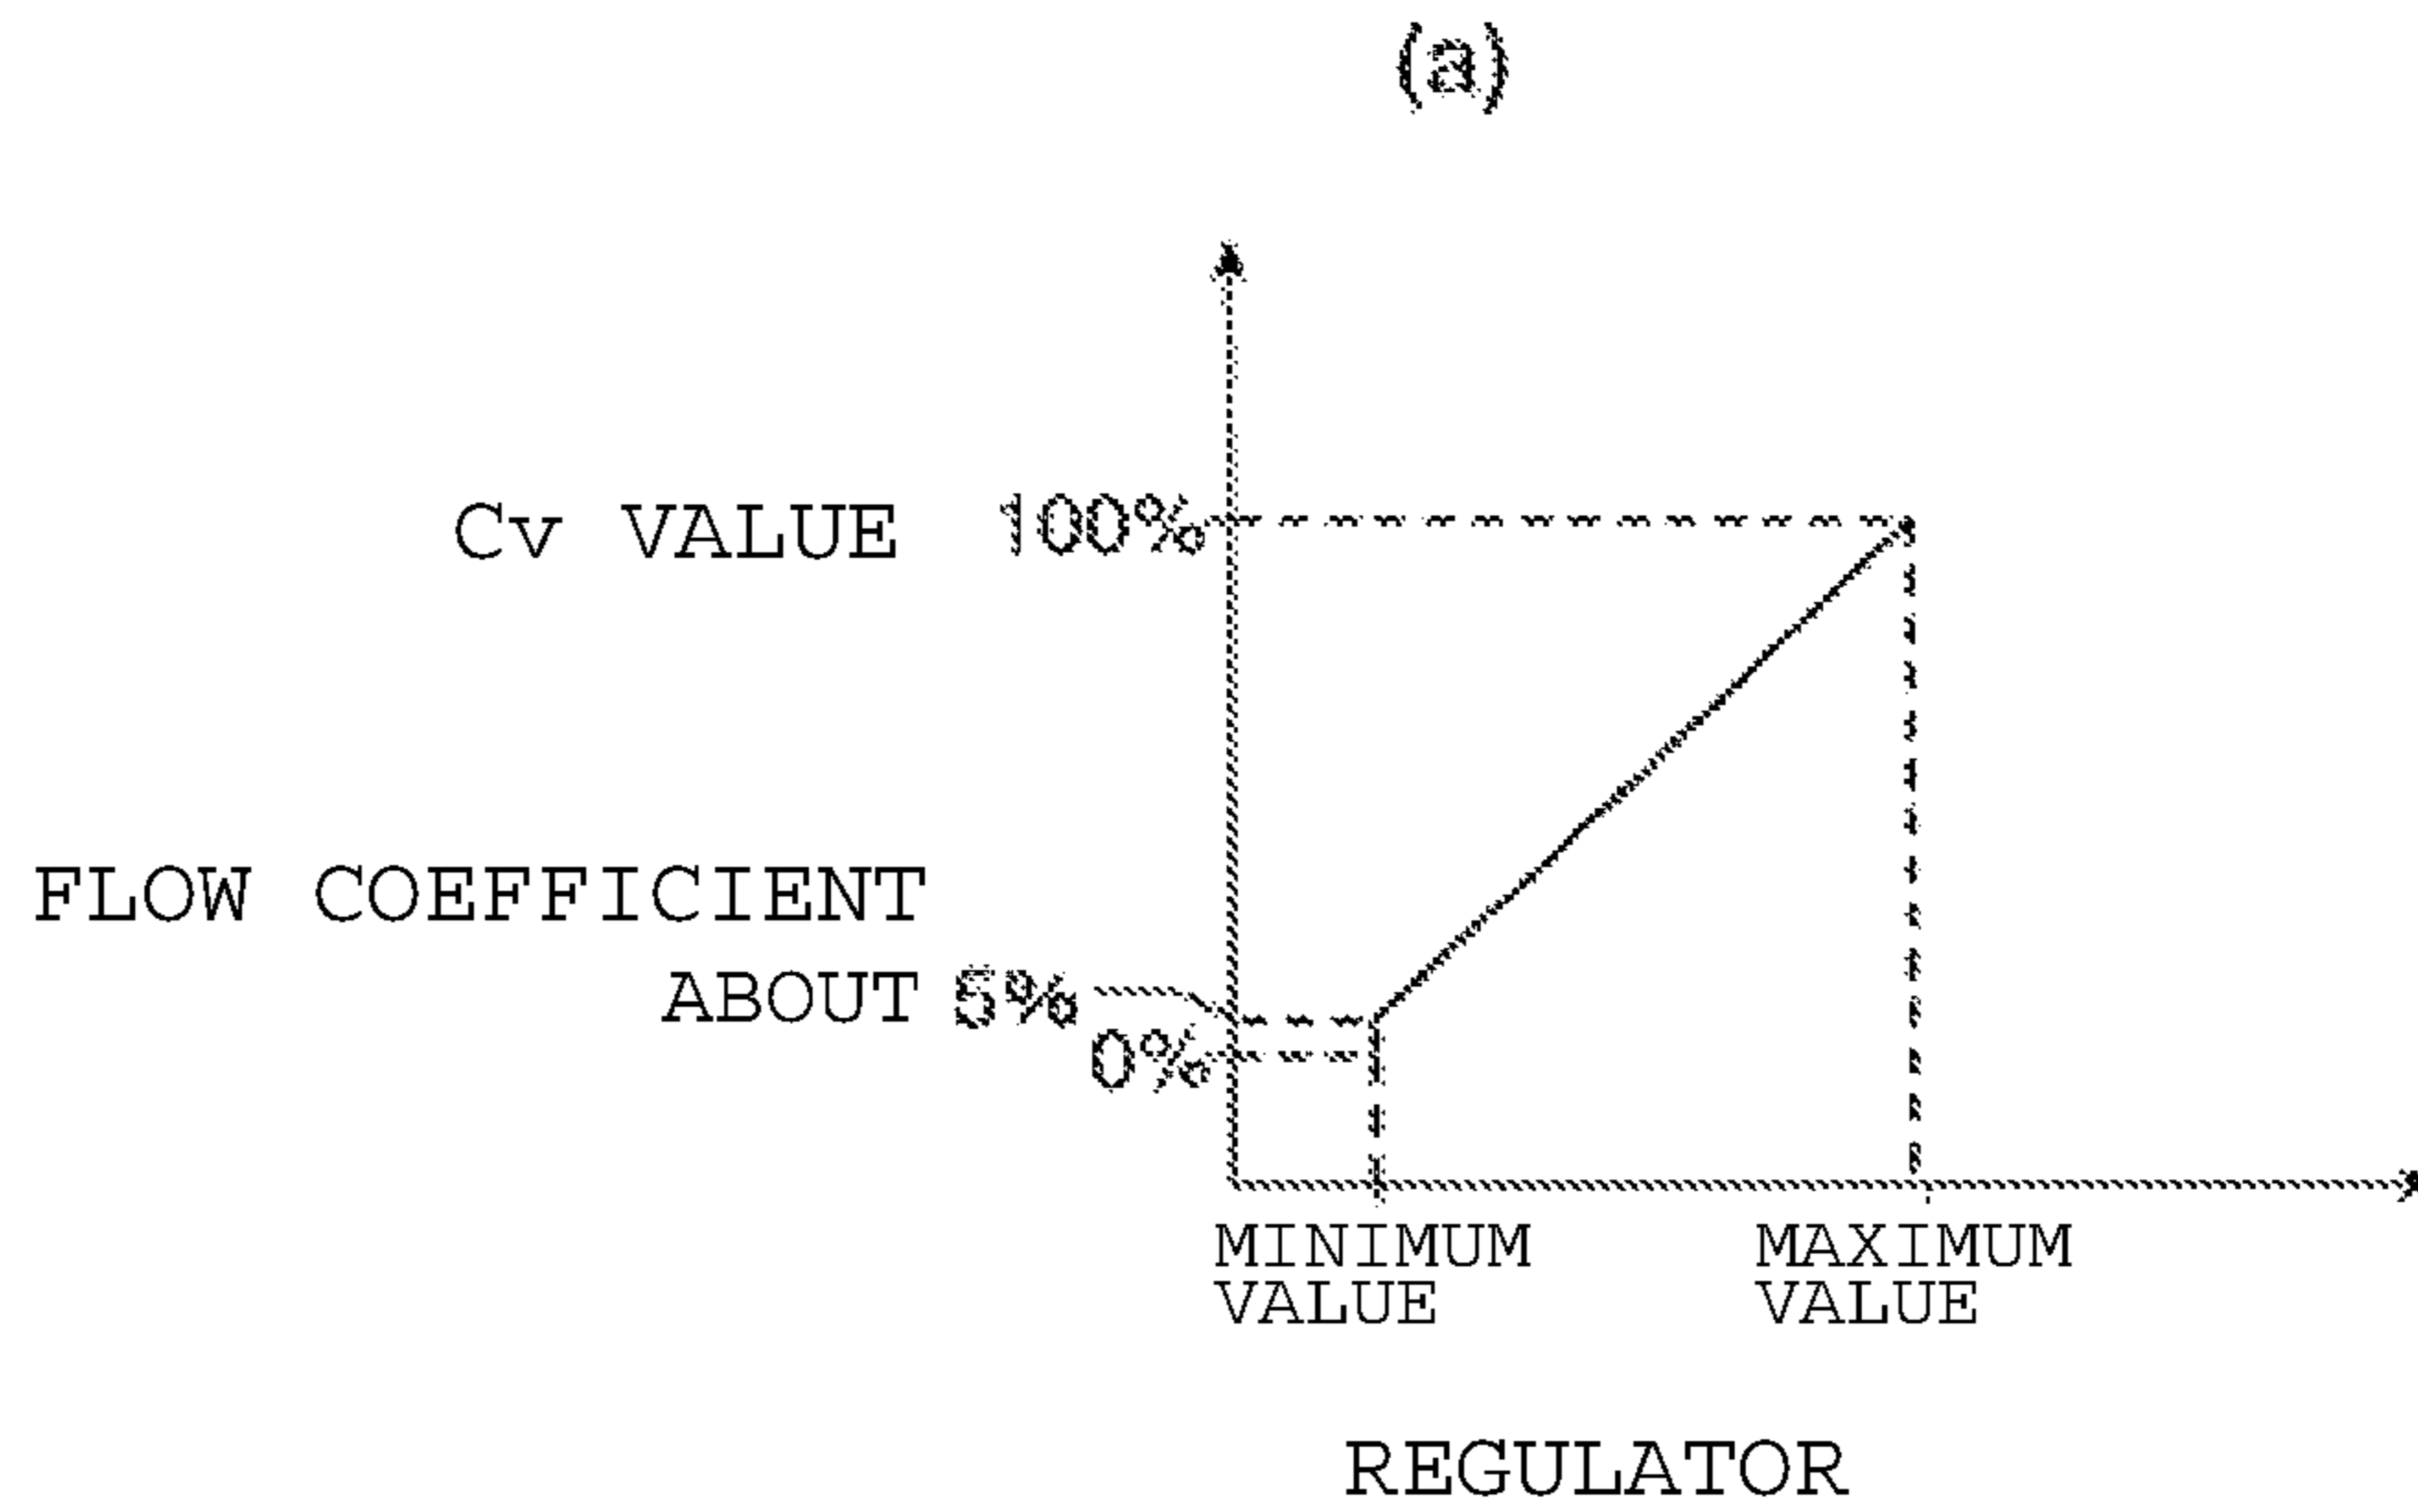 (a)
Cv VALUE 100%
FLOW COEFFICIENT
ABOUT 5%
0%
MINIMUM
VALUE
MAXIMUM
VALUE
REGULATOR